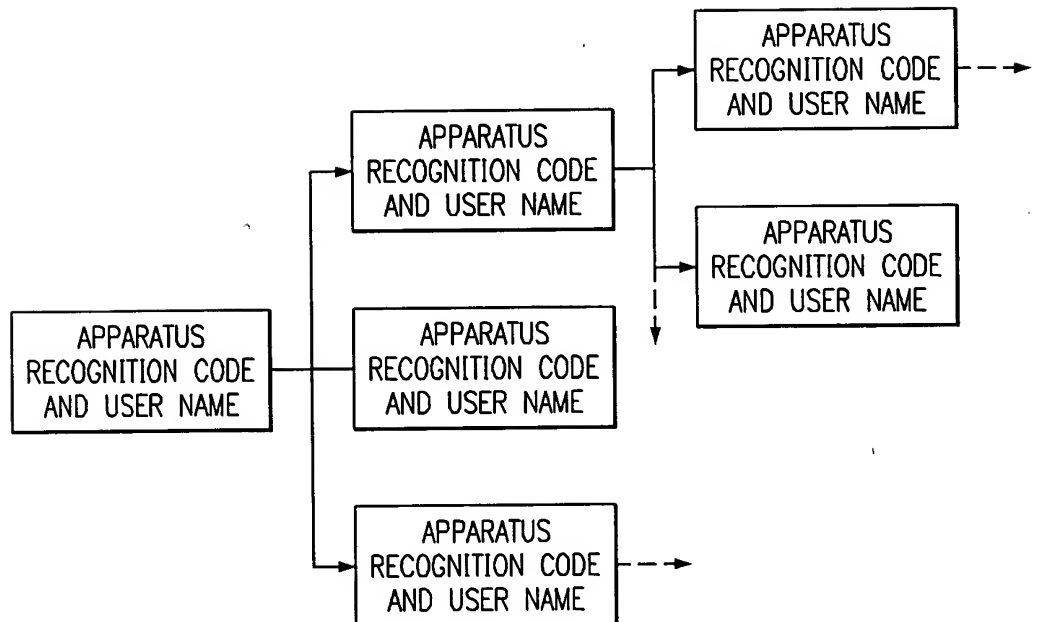 APPARATUS
RECOGNITION CODE
AND USER NAME
APPARATUS
RECOGNITION CODE
AND USER NAME
APPARATUS
RECOGNITION CODE
AND USER NAME
APPARATUS
RECOGNITION CODE
AND USER NAME
APPARATUS
RECOGNITION CODE
AND USER NAME
APPARATUS
RECOGNITION CODE
AND USER NAME